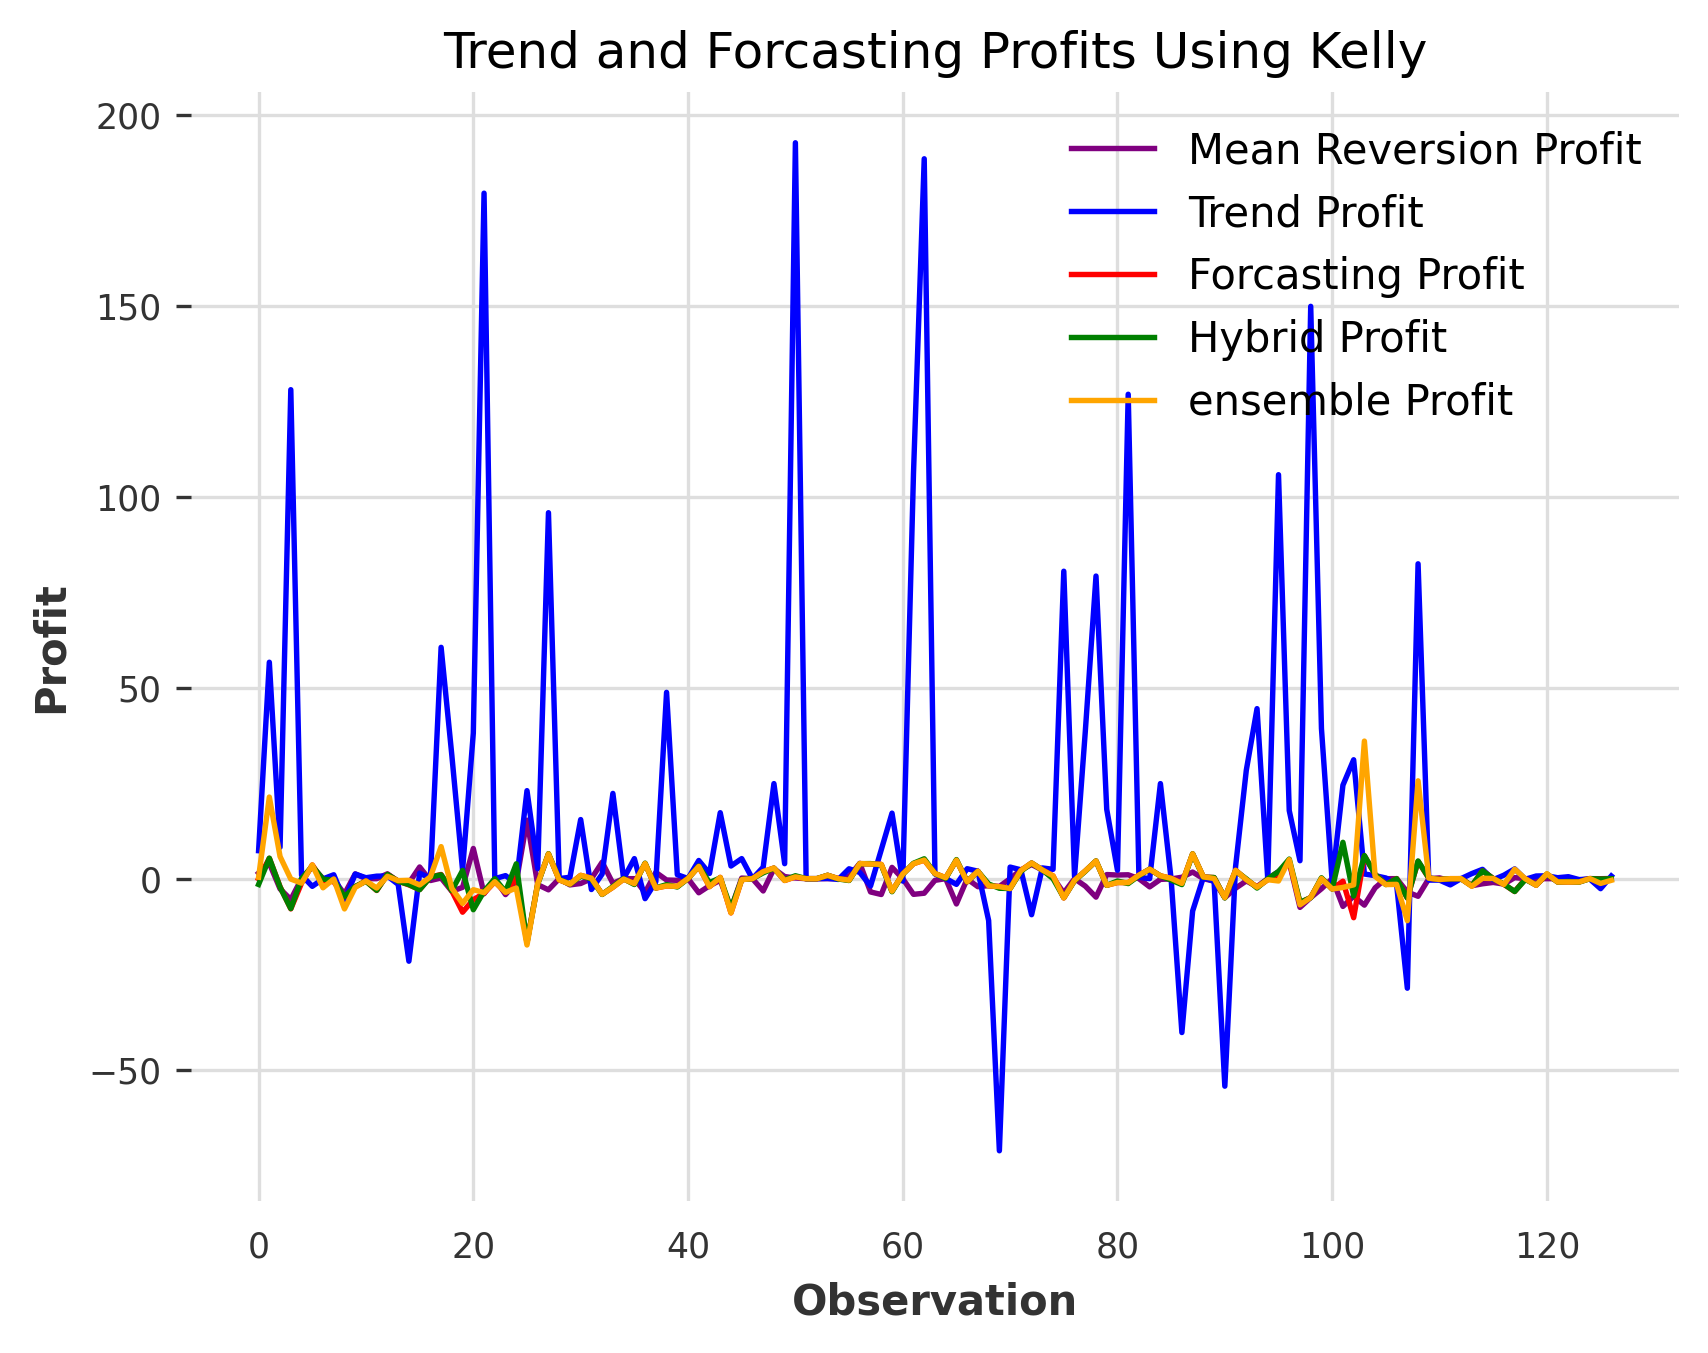 Trend and Forcasting Profits Using Kelly
200
150
100
50
0
−50
Profit
Mean Reversion Profit
Trend Profit
Forcasting Profit
Hybrid Profit
ensemble Profit
0 20 40 60 80 100 120
Observation